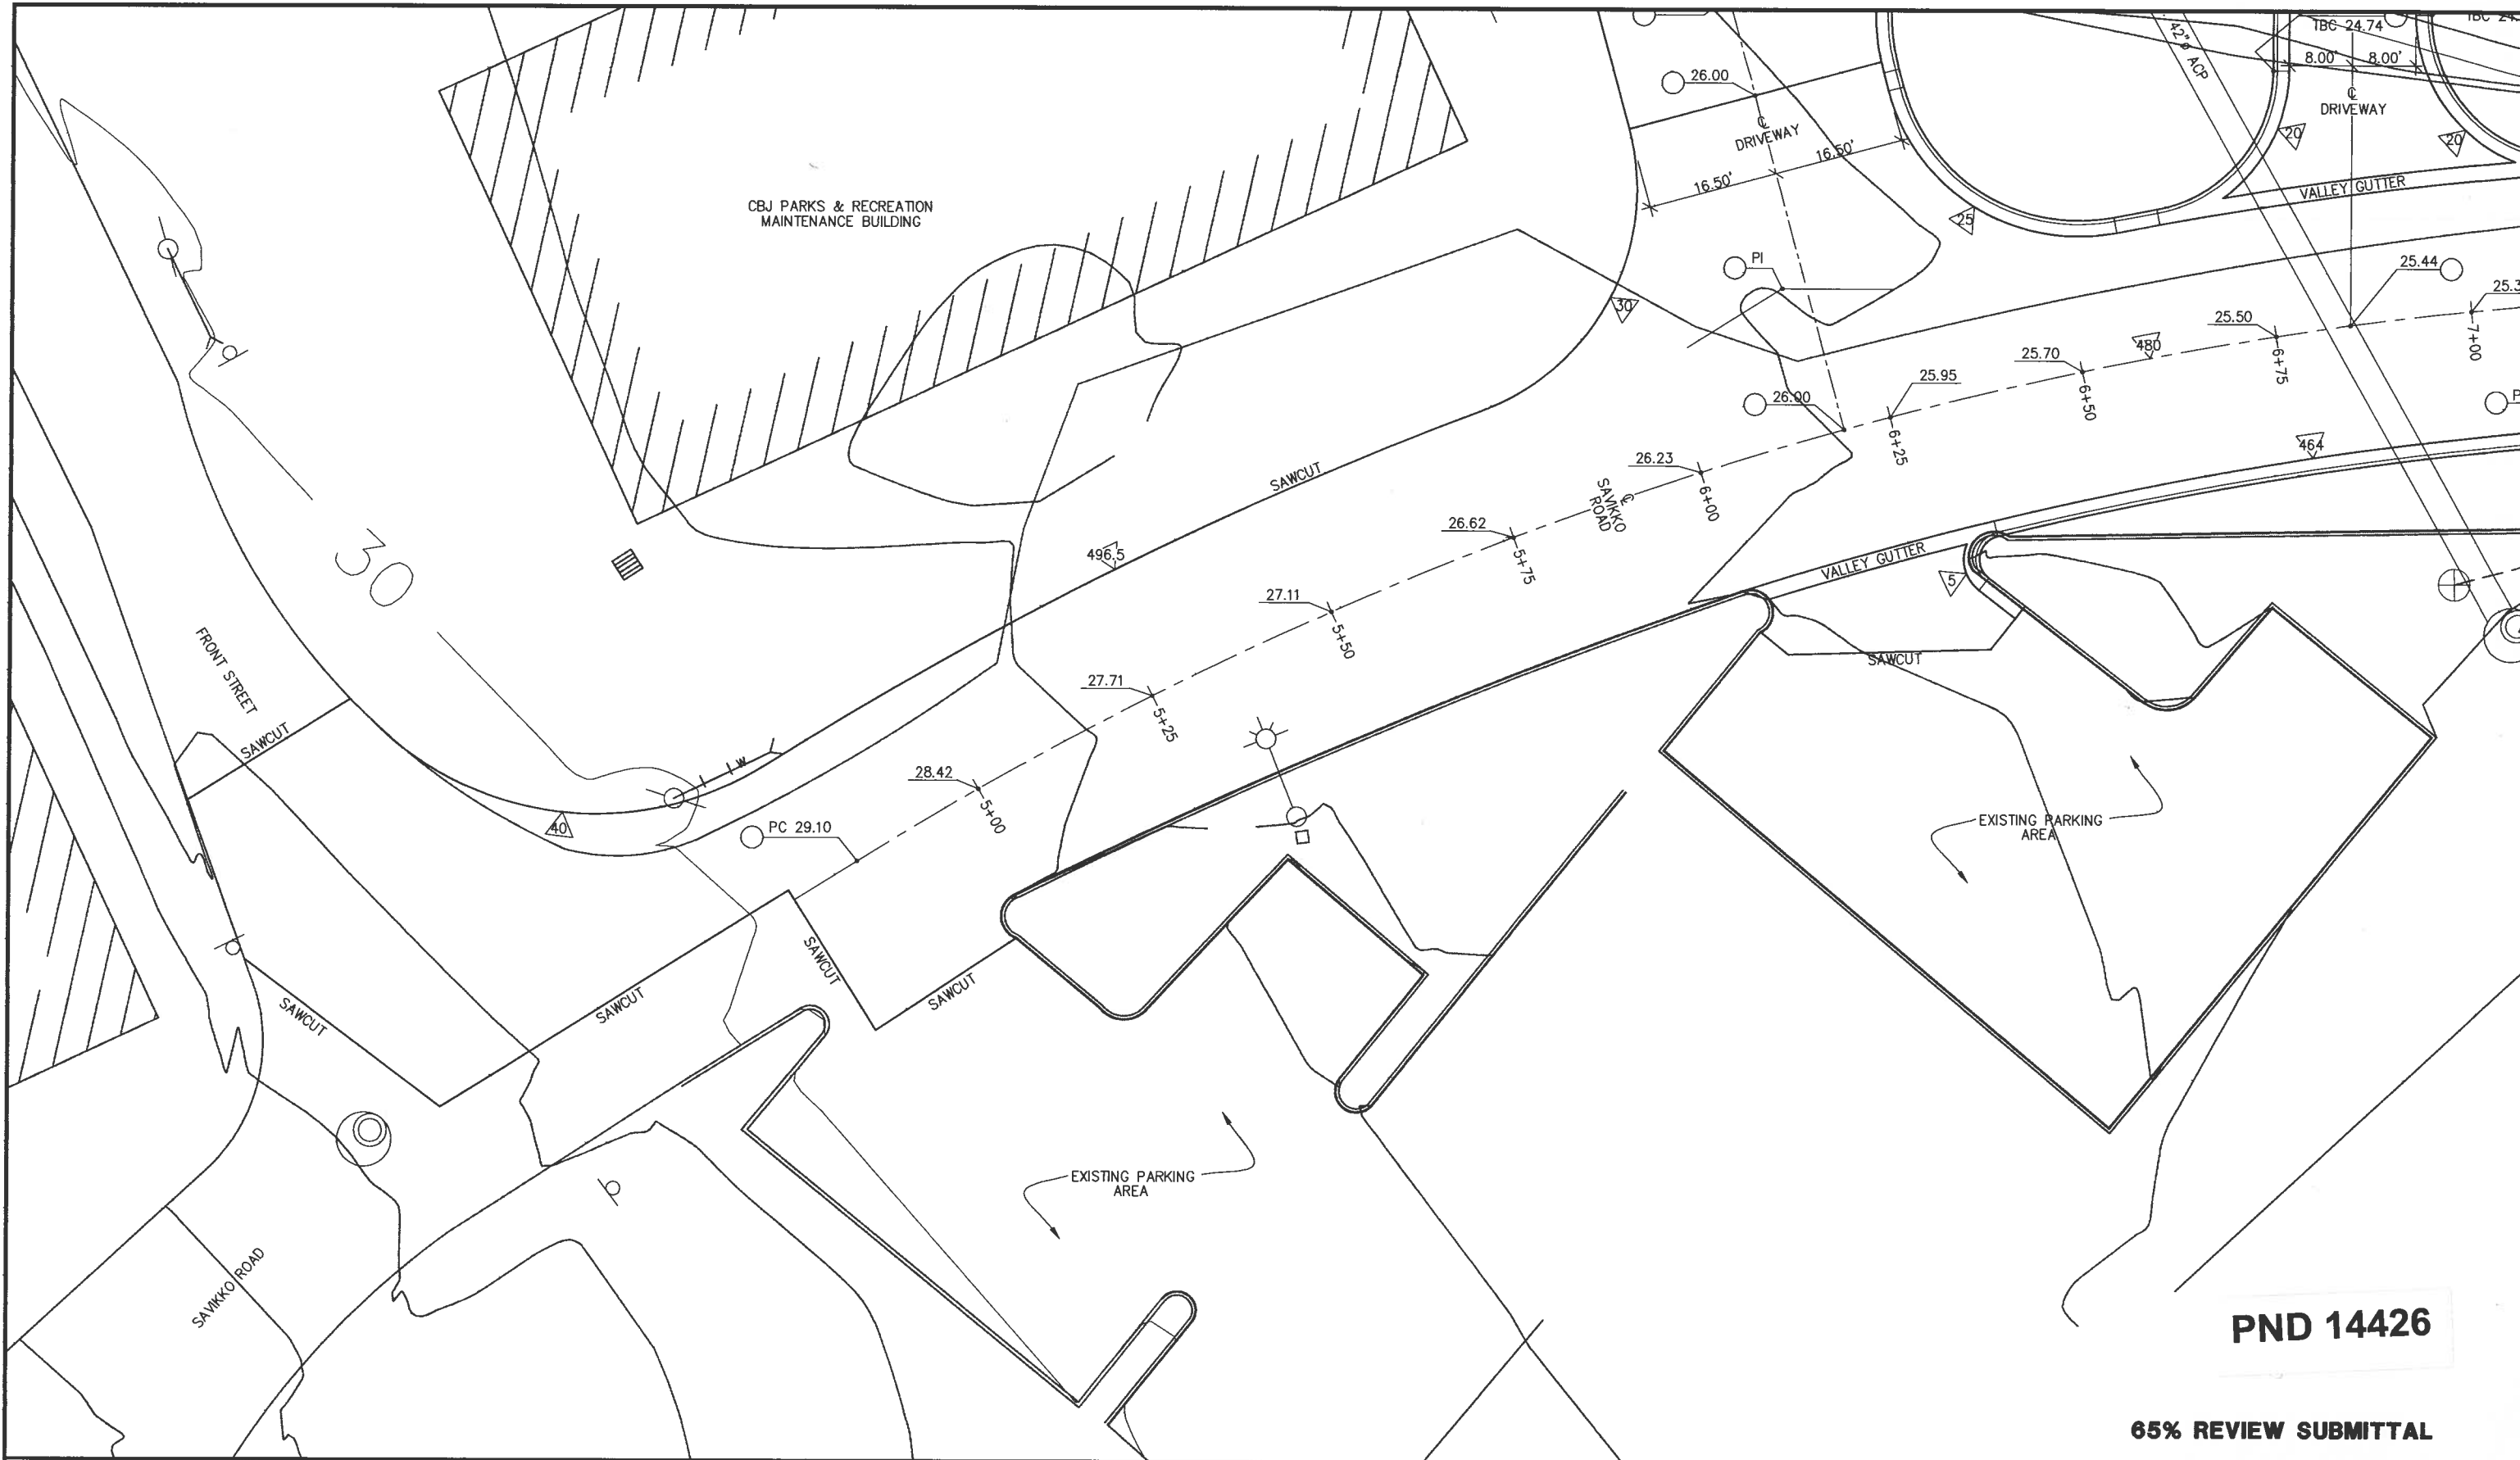 TBC 24.74
8.00' 8.00'
42"ø ACP
℄
DRIVEWAY
26.00
℄
DRIVEWAY
16.50'
16.50'
20
20
VALLEY GUTTER
25
CBJ PARKS & RECREATION
MAINTENANCE BUILDING
PI
30
25.44
25.50
480
25.70
25.95
26.00
7+00
6+75
6+50
6+25
464
26.23
6+00
SAWCUT
℄
SAVIKKO
ROAD
26.62
5+75
496.5
VALLEY GUTTER
5
SAWCUT
30
27.11
5+50
27.71
5+25
FRONT STREET
SAWCUT
W
28.42
5+00
40
PC 29.10
EXISTING PARKING
AREA
SAWCUT
SAWCUT
SAWCUT
SAWCUT
EXISTING PARKING
AREA
SAVIKKO ROAD
PND 14426
65% REVIEW SUBMITTAL